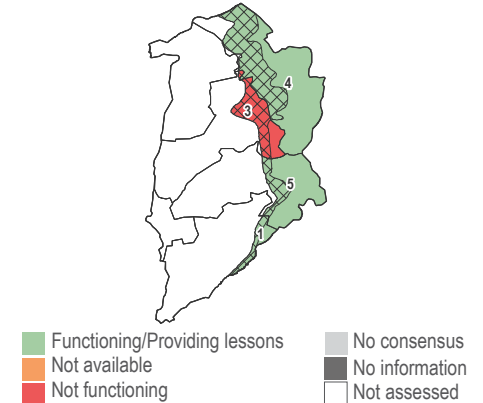 4
3
5
1
Functioning/Providing lessons
Not available
Not functioning
No consensus
No information
Not assessed